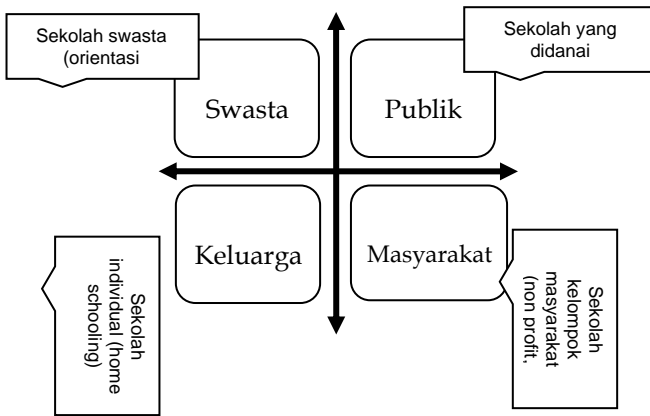 Sekolah swasta
(orientasi
Sekolah yang
didanai
Swasta
Publik
Keluarga
Masyarakat
Sekolah
individual (home
schooling)
Sekolah
kelompok
masyarakat
(non profit,